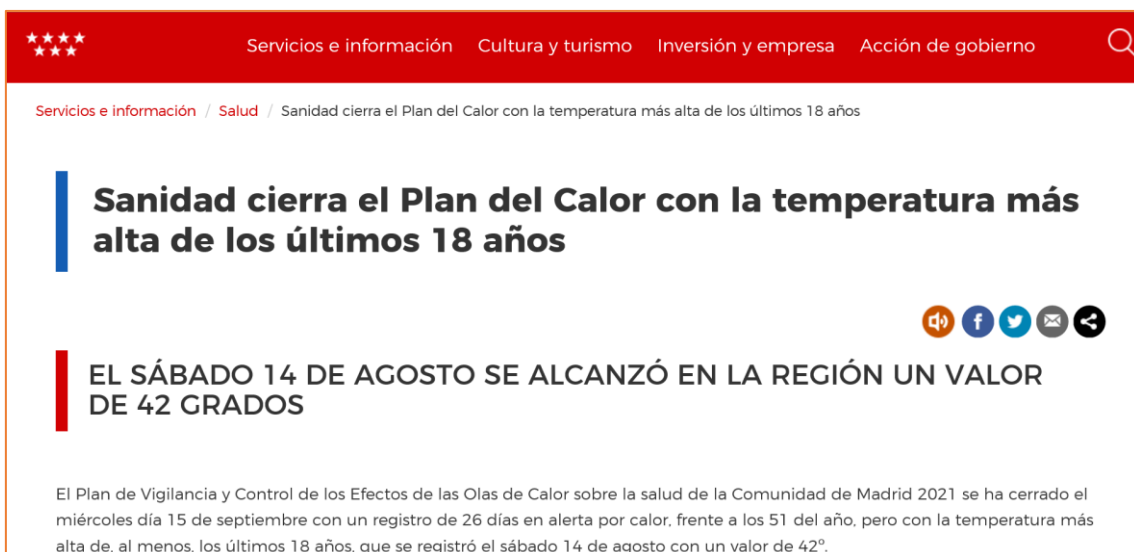 Servicios e información Cultura y turismo Inversión y empresa Acción de gobierno
Servicios e información / Salud / Sanidad cierra el Plan del Calor con la temperatura más alta de los últimos 18 años
Sanidad cierra el Plan del Calor con la temperatura más
alta de los últimos 18 años
EL SÁBADO 14 DE AGOSTO SE ALCANZÓ EN LA REGIÓN UN VALOR
DE 42 GRADOS
El Plan de Vigilancia y Control de los Efectos de las Olas de Calor sobre la salud de la Comunidad de Madrid 2021 se ha cerrado el
miércoles día 15 de septiembre con un registro de 26 días en alerta por calor, frente a los 51 del año, pero con la temperatura más
alta de, al menos, los últimos 18 años, que se registró el sábado 14 de agosto con un valor de 42º.